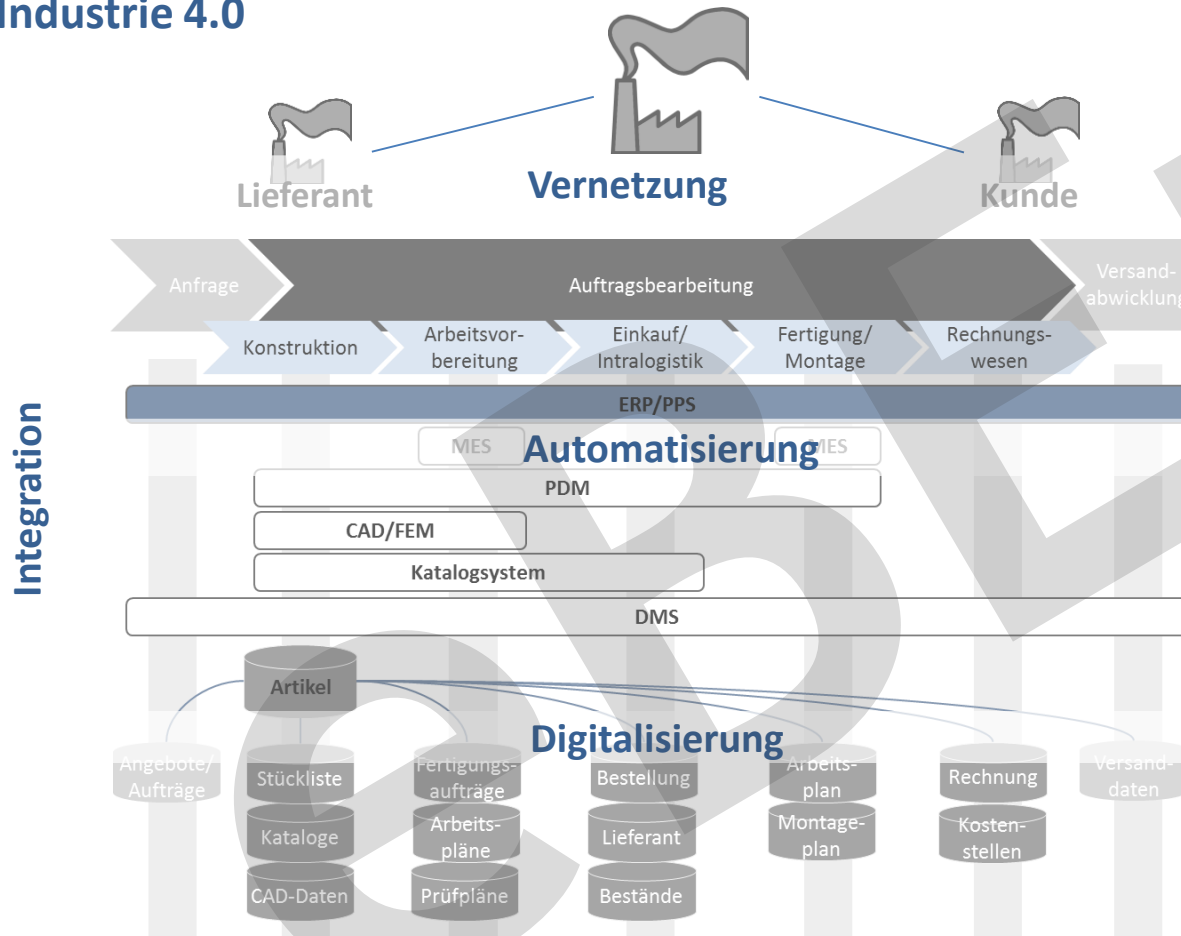 Industrie 4.0
Lieferant
Vernetzung
Kunde
Anfrage
Auftragsbearbeitung
Versand-
abwicklung
Konstruktion
Arbeitsvor-
bereitung
Einkauf/
Intralogistik
Fertigung/
Montage
Rechnungs-
wesen
Integration
ERP/PPS
MES
Automatisierung
MES
PDM
CAD/FEM
Katalogsystem
DMS
Artikel
Digitalisierung
Angebote/
Aufträge
Stückliste
Fertigungs-
aufträge
Bestellung
Arbeits-
plan
Rechnung
Versand-
daten
Kataloge
Arbeits-
pläne
Lieferant
Montage-
plan
Kosten-
stellen
CAD-Daten
Prüfpläne
Bestände